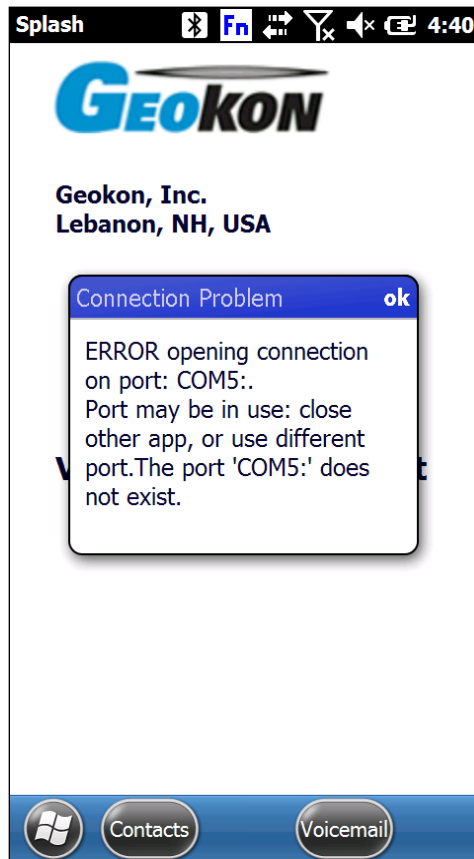 Splash Fn 4:40
GEOKON
Geokon, Inc.
Lebanon, NH, USA
Connection Problem ok
ERROR opening connection
on port: COM5:.
Port may be in use: close
other app, or use different
port.The port 'COM5:' does
not exist.
V t
Contacts Voicemail